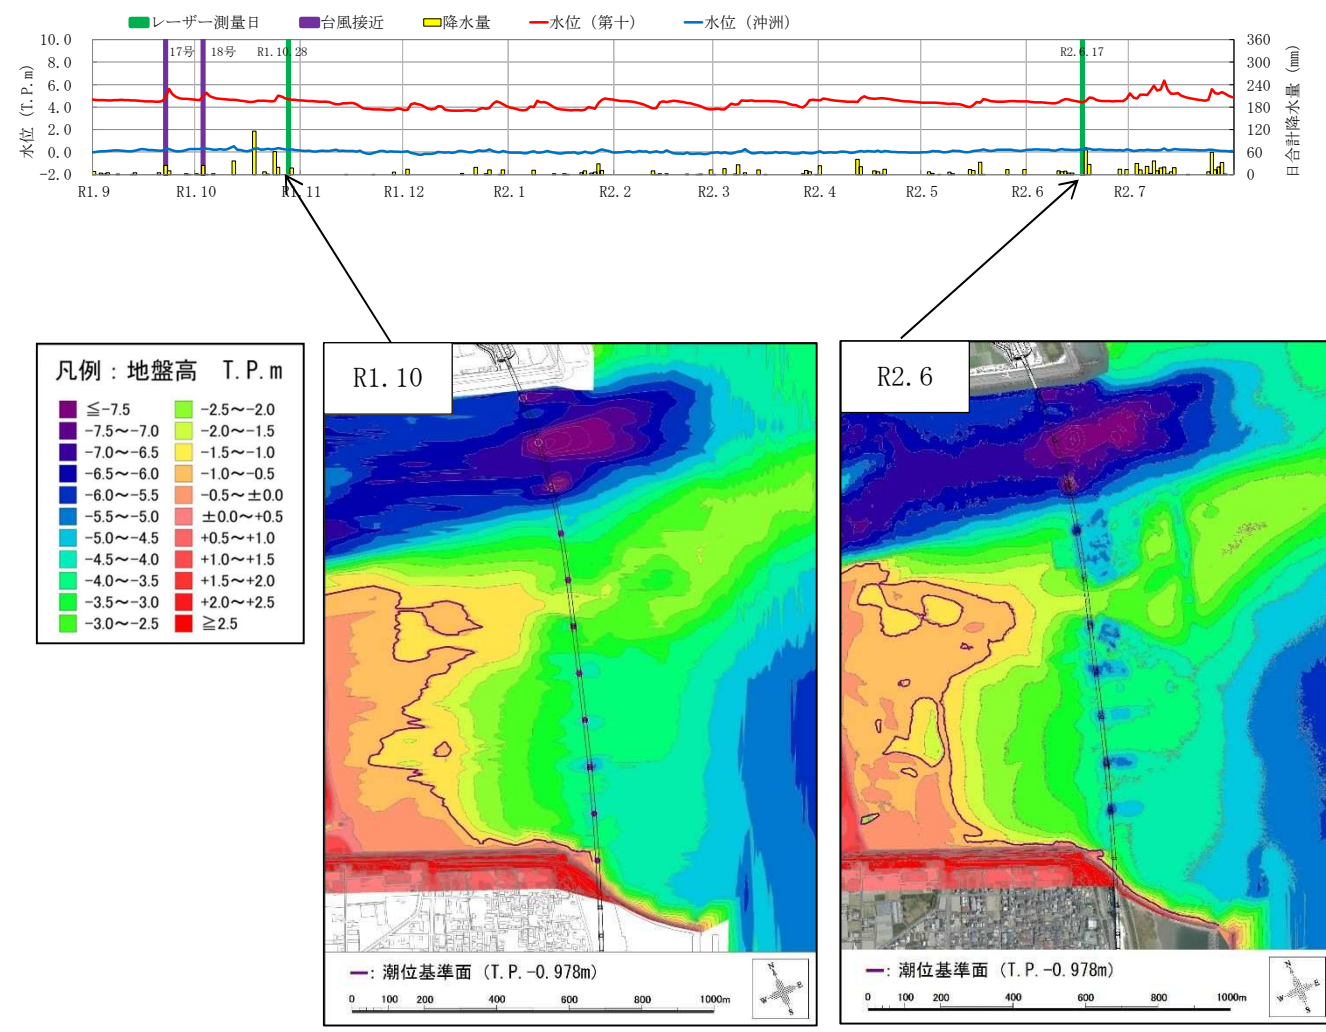 レーザー測量日 台風接近 降水量 水位（第十） 水位（沖洲）
水位（T.P.m）
10.0
8.0
6.0
4.0
2.0
0.0
-2.0
17号 18号 R1.10.28 R2.6.17
360
300
240
180
120
60
0
日合計降水量（mm）
R1.9 R1.10 R1.11 R1.12 R2.1 R2.2 R2.3 R2.4 R2.5 R2.6 R2.7
凡例：地盤高 T.P.m
≦-7.5 -2.5～-2.0
-7.5～-7.0 -2.0～-1.5
-7.0～-6.5 -1.5～-1.0
-6.5～-6.0 -1.0～-0.5
-6.0～-5.5 -0.5～±0.0
-5.5～-5.0 ±0.0～+0.5
-5.0～-4.5 +0.5～+1.0
-4.5～-4.0 +1.0～+1.5
-4.0～-3.5 +1.5～+2.0
-3.5～-3.0 +2.0～+2.5
-3.0～-2.5 ≧2.5
R1.10
ー：潮位基準面（T.P.-0.978m）
0 100 200 400 600 800 1000m
N
E
W
S
R2.6
ー：潮位基準面（T.P.-0.978m）
0 100 200 400 600 800 1000m
N
E
W
S